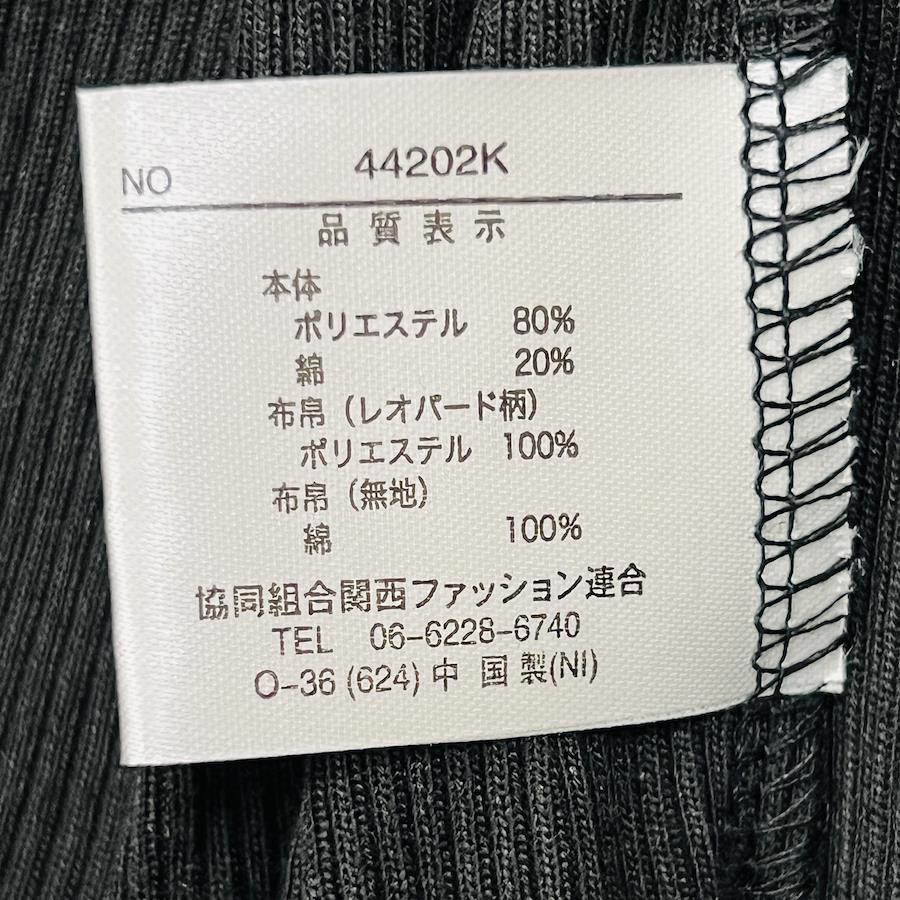 NO 44202K
品質表示
本体
ポリエステル 80%
綿 20%
布帛(レオパード柄)
ポリエステル 100%
布帛(無地)
綿 100%
協同組合関西ファッション連合
TEL 06-6228-6740
O-36(624)中国製(NI)